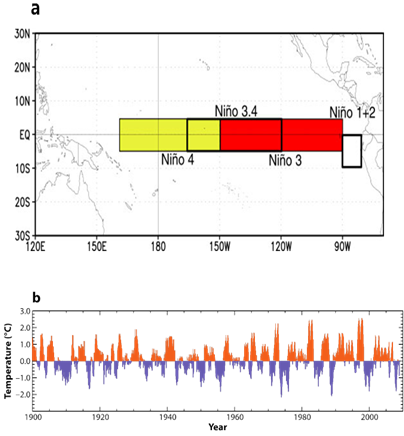 a
30N
20N
10N
EQ
10S
20S
30S
Niño 3.4
Niño 1+2
Niño 4
Niño 3
120E 150E 180 150W 120W 90W
b
Temperature (°C)
3.0
2.0
1.0
0.0
−1.0
−2.0
1900 1920 1940 1960 1980 2000
Year